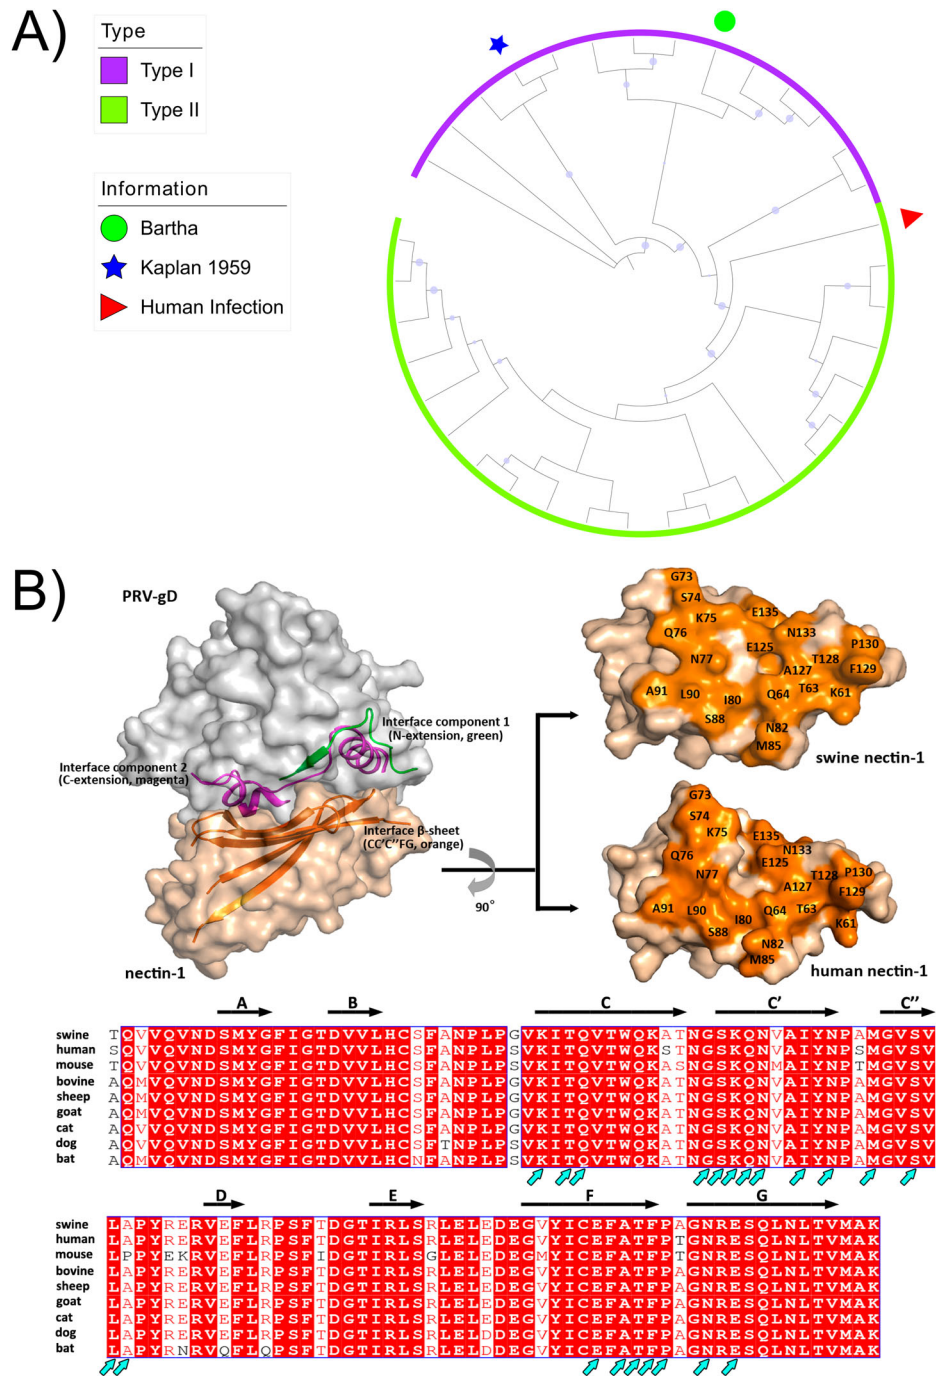 A)
Type
Type I
Type II
Information
Bartha
Kaplan 1959
Human Infection
B)
PRV-gD
Interface component 1
(N-extension, green)
Interface component 2
(C-extension, magenta)
Interface β-sheet
(CC'C''FG, orange)
90°
nectin-1
G73
S74
K75
E135
Q76
N133
P130
E125
N77
T128
A127
F129
A91
L90
I80
Q64
T63
K61
S88
N82
M85
swine nectin-1
G73
S74
K75
E135
N133
Q76
E125
T128
P130
N77
A127
F129
A91
L90
I80
Q64
T63
K61
S88
N82
M85
human nectin-1
A B C C' C''
swine TQVVQVNDSMYGFIGTDVVLHCSFANPLPGVKITQVTWQKATNGSKQNVAIYNPAMGVSV
human SQVVQVNDSMYGFIGTDVVLHCSFANPLPSVKITQVTWQKSTNGSKQNVAIYNPSMGVSV
mouse TQVVQVNDSMYGFIGTDVVLHCSFANPLPSVKITQVTWQKASNGSKQNMAIYNPTMGVSV
bovine AQMVQVNDSMYGFIGTDVVLHCSFANPLPGVKITQVTWQKATNGSKQNVAIYNPAMGVSV
sheep AQMVQVNDSMYGFIGTDVVLHCSFANPLPGVKITQVTWQKATNGSKQNVAIYNPAMGVSV
goat AQMVQVNDSMYGFIGTDVVLHCSFANPLPGVKITQVTWQKATNGSKQNVAIYNPAMGVSV
cat AQVVQVNDSMYGFIGTDVVLHCSFANPLPGVKITQVTWQKATNGSKQNVAIYNPAMGVSV
dog AQVVQVNDSMYGFIGTDVVLHCSFTNPLPSVKITQVTWQKATNGSKQNVAIYNPAMGVSV
bat AQMVQVNDSMYGFIGTDVVLHCNFANPLPSVKITQVTWQKATNGSKQNVAIYNPAMGVSV
D E F G
swine LAPYRERVEFLRPSFTDGTIRLSRLELEDEGVYICEFATFPAGNRESQLNLTVMAK
human LAPYRERVEFLRPSFTDGTIRLSRLELEDEGVYICEFATFPTGNRESQLNLTVMAK
mouse LPPYEKRVEFLRPSFIDGTIRLSGLELEDEGMYICEFATFPTGNRESQLNLTVMAK
bovine LAPYRERVEFLRPSFTDGTIRLSRLELEDEGVYICEFATFPAGNRESQLNLTVMAK
sheep LAPYRERVEFLRPSFTDGTIRLSRLELEDEGVYICEFATFPAGNRESQLNLTVMAK
goat LAPYRERVEFLRPSFTDGTIRLSRLELEDEGVYICEFATFPAGNRESQLNLTVMAK
cat LAPYRERVEFLRPSFTDGTIRLSRLELEDEGVYICEFATFPAGNRESQLNLTVMAK
dog LAPYRERVEFLRPSFTDGTIRLSRLELDDEGVYICEFATFPAGNRESQLNLTVMAK
bat LAPYRNRVQFLQPSFTDGTIRLSRLELDDEGVYICEFATFPAGNRESQLNLTVMAK